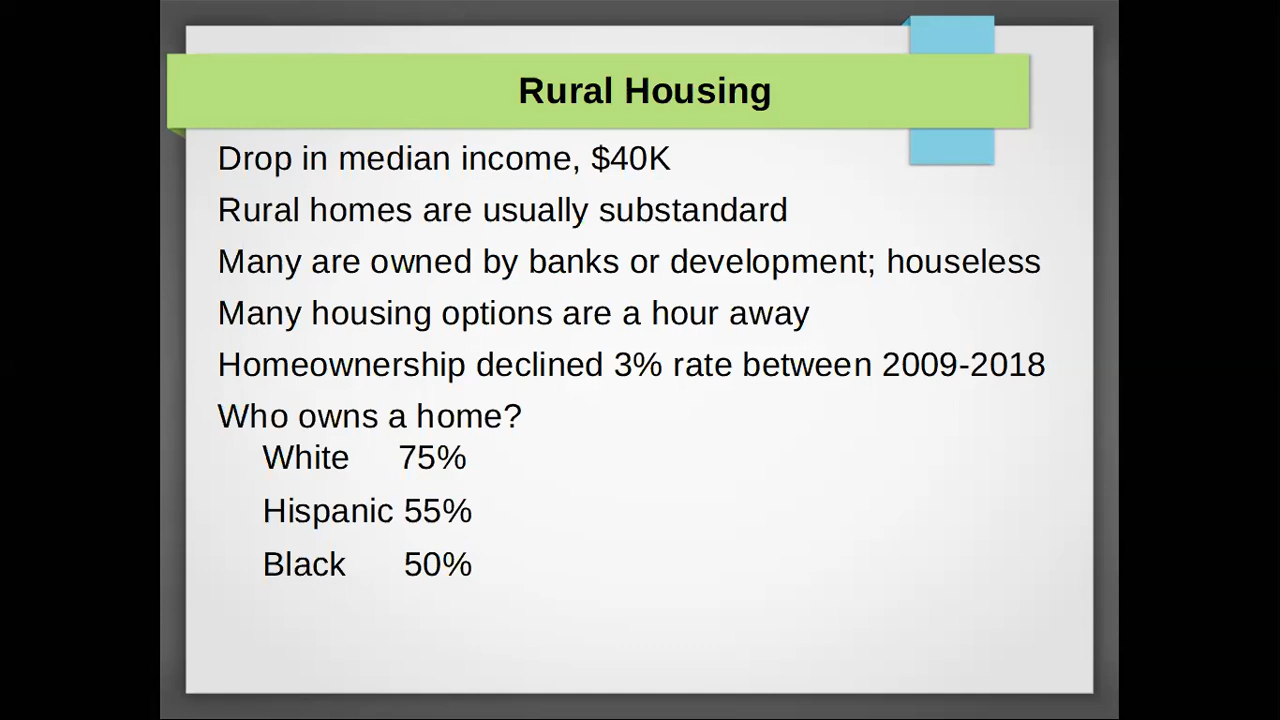 Rural Housing
Drop in median income, $40K
Rural homes are usually substandard
Many are owned by banks or development; houseless
Many housing options are a hour away
Homeownership declined 3% rate between 2009-2018
Who owns a home?
White 75%
Hispanic 55%
Black 50%